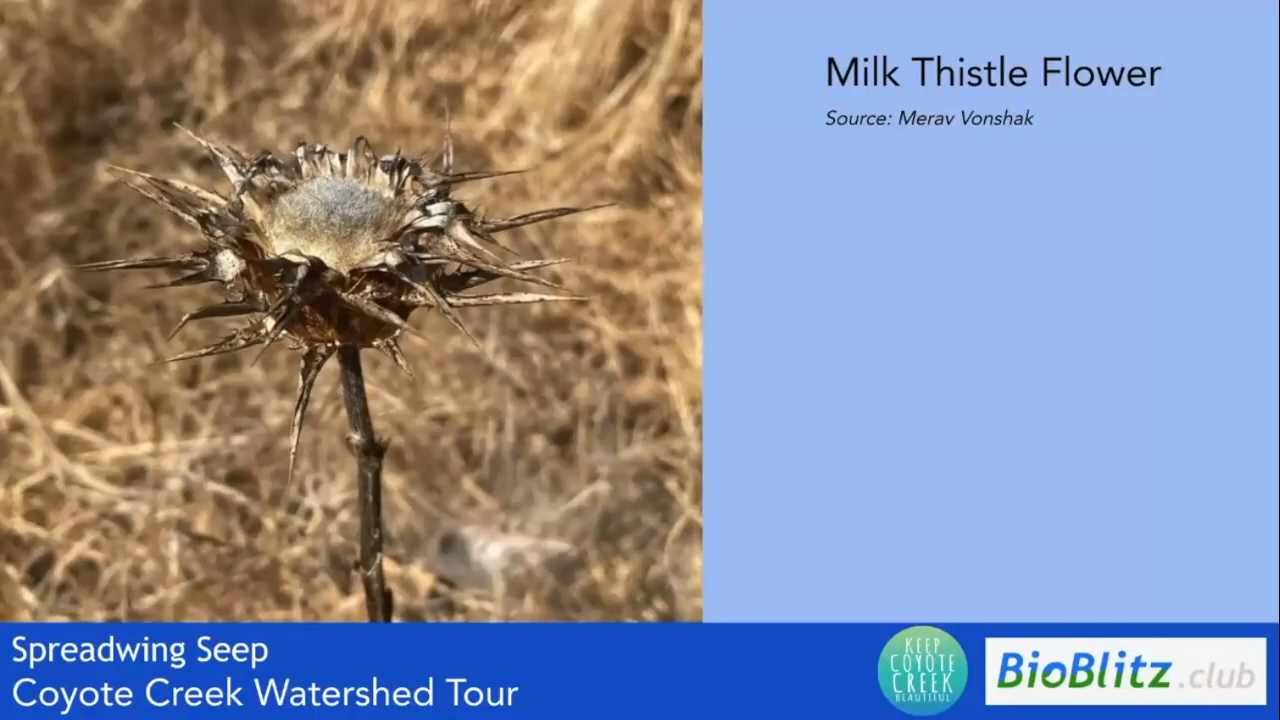 Milk Thistle Flower
Source: Merav Vonshak
Spreadwing Seep
Coyote Creek Watershed Tour
KEEP
COYOTE
CREEK
BEAUTIFUL
BioBlitz.club